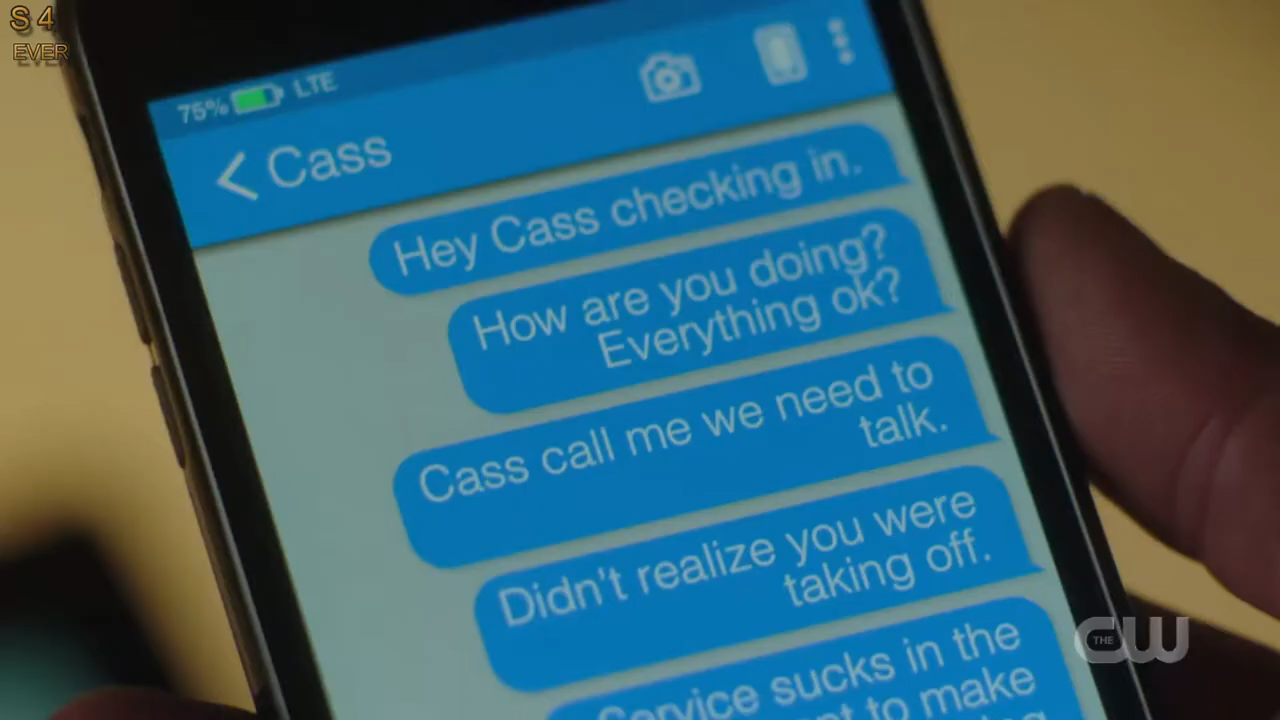 S 4
EVER
75% LTE
Cass
Hey Cass checking in.
How are you doing?
Everything ok?
Cass call me we need to
talk.
Didn't realize you were
taking off.
Service sucks in the
to make
THE CW